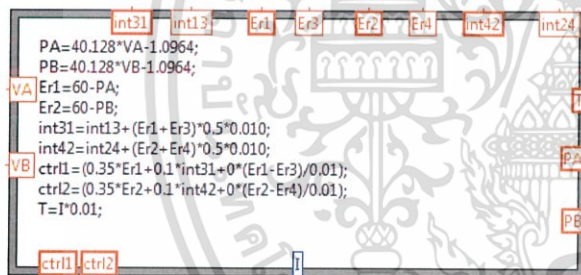 int31 int13 Er1 Er3 Er2 Er4 int42 int24
PA=40.128*VA-1.0964;
PB=40.128*VB-1.0964;
VA
Er1=60-PA;
Er2=60-PB;
int31=int13+(Er1+Er3)*0.5*0.010;
int42=int24+(Er2+Er4)*0.5*0.010;
VB
ctrl1=(0.35*Er1+0.1*int31+0*(Er1-Er3)/0.01);
ctrl2=(0.35*Er2+0.1*int42+0*(Er2-Er4)/0.01);
T=I*0.01;
PA
PB
ctrl1 ctrl2 I